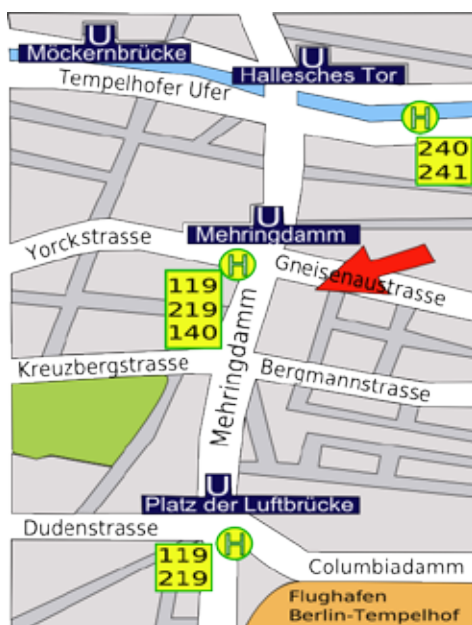 U
Möckernbrücke
U
Hallesches Tor
Tempelhofer Ufer
H
240
241
U
Mehringdamm
Yorckstrasse
H
Gneisenaustrasse
119
219
140
Mehringdamm
Kreuzbergstrasse
Bergmannstrasse
U
Platz der Luftbrücke
Dudenstrasse
H
119
219
Columbiadamm
Flughafen
Berlin-Tempelhof